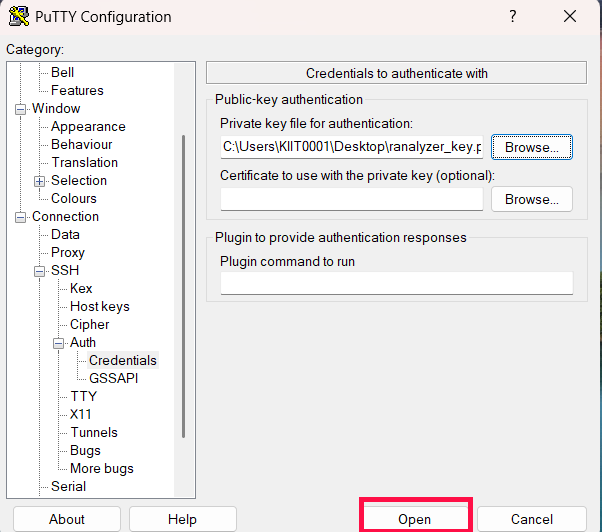 PuTTY Configuration
?
Category:
Bell
Features
Window
Appearance
Behaviour
Translation
Selection
Colours
Connection
Data
Proxy
SSH
Kex
Host keys
Cipher
Auth
Credentials
GSSAPI
TTY
X11
Tunnels
Bugs
More bugs
Serial
Credentials to authenticate with
Public-key authentication
Private key file for authentication:
C:\Users\KIIT0001\Desktop\ranalyzer_key.p Browse...
Certificate to use with the private key (optional):
Browse...
Plugin to provide authentication responses
Plugin command to run
About Help Open Cancel